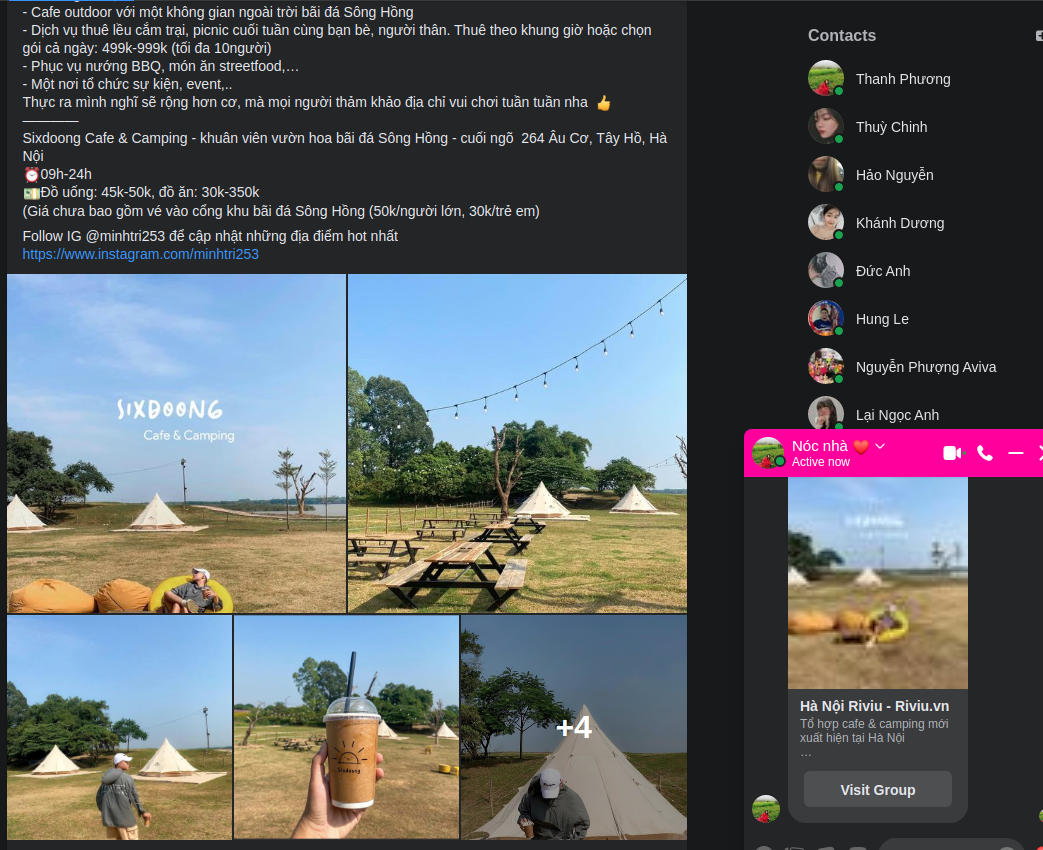 - Cafe outdoor với một không gian ngoài trời bãi đá Sông Hồng
- Dịch vụ thuê lều cắm trại, picnic cuối tuần cùng bạn bè, người thân. Thuê theo khung giờ hoặc chọn
gói cả ngày: 499k-999k (tối đa 10người)
- Phục vụ nướng BBQ, món ăn streetfood,…
- Một nơi tổ chức sự kiện, event,..
Thực ra mình nghĩ sẽ rộng hơn cơ, mà mọi người thảm khảo địa chỉ vui chơi tuần tuần nha 👍
————
Sixdoong Cafe & Camping - khuân viên vườn hoa bãi đá Sông Hồng - cuối ngõ 264 Âu Cơ, Tây Hồ, Hà
Nội
⏰09h-24h
💵Đồ uống: 45k-50k, đồ ăn: 30k-350k
(Giá chưa bao gồm vé vào cổng khu bãi đá Sông Hồng (50k/người lớn, 30k/trẻ em)
Follow IG @minhtri253 để cập nhật những địa điểm hot nhất
https://www.instagram.com/minhtri253
SIXDOONG
Cafe & Camping
Sixdoong
+4
Contacts
Thanh Phương
Thuỳ Chinh
Hảo Nguyễn
Khánh Dương
Đức Anh
Hung Le
Nguyễn Phượng Aviva
Lại Ngọc Anh
Nóc nhà ❤️
Active now
Hà Nội Riviu - Riviu.vn
Tổ hợp cafe & camping mới
xuất hiện tại Hà Nội
…
Visit Group